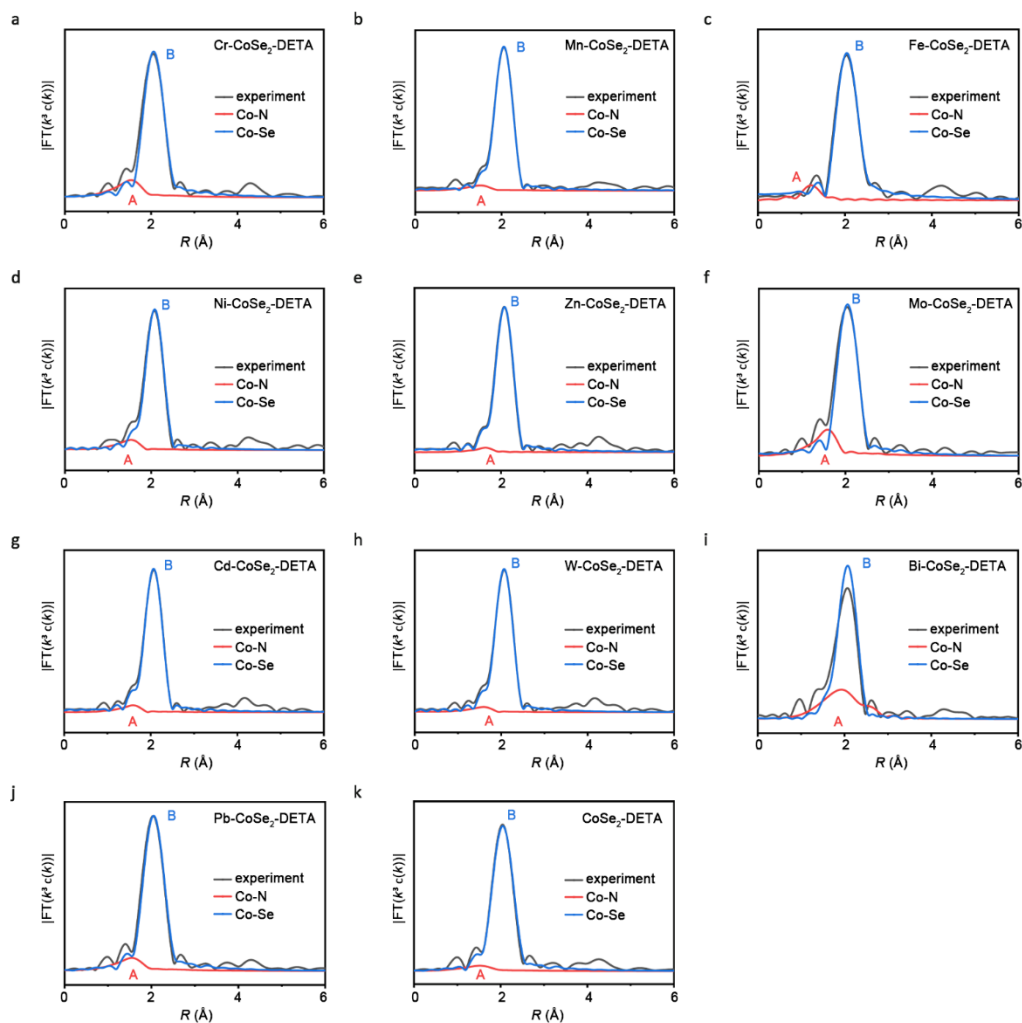 a
Cr-CoSe₂-DETA
B
experiment
Co-N
Co-Se
A
|FT(k³ c(k))|
0 2 4 6
R (Å)
b
Mn-CoSe₂-DETA
B
experiment
Co-N
Co-Se
A
|FT(k³ c(k))|
0 2 4 6
R (Å)
c
Fe-CoSe₂-DETA
B
experiment
Co-N
Co-Se
A
|FT(k³ c(k))|
0 2 4 6
R (Å)
d
Ni-CoSe₂-DETA
B
experiment
Co-N
Co-Se
A
|FT(k³ c(k))|
0 2 4 6
R (Å)
e
Zn-CoSe₂-DETA
B
experiment
Co-N
Co-Se
A
|FT(k³ c(k))|
0 2 4 6
R (Å)
f
Mo-CoSe₂-DETA
B
experiment
Co-N
Co-Se
A
|FT(k³ c(k))|
0 2 4 6
R (Å)
g
Cd-CoSe₂-DETA
B
experiment
Co-N
Co-Se
A
|FT(k³ c(k))|
0 2 4 6
R (Å)
h
W-CoSe₂-DETA
B
experiment
Co-N
Co-Se
A
|FT(k³ c(k))|
0 2 4 6
R (Å)
i
Bi-CoSe₂-DETA
B
experiment
Co-N
Co-Se
A
|FT(k³ c(k))|
0 2 4 6
R (Å)
j
Pb-CoSe₂-DETA
B
experiment
Co-N
Co-Se
A
|FT(k³ c(k))|
0 2 4 6
R (Å)
k
CoSe₂-DETA
B
experiment
Co-N
Co-Se
A
|FT(k³ c(k))|
0 2 4 6
R (Å)